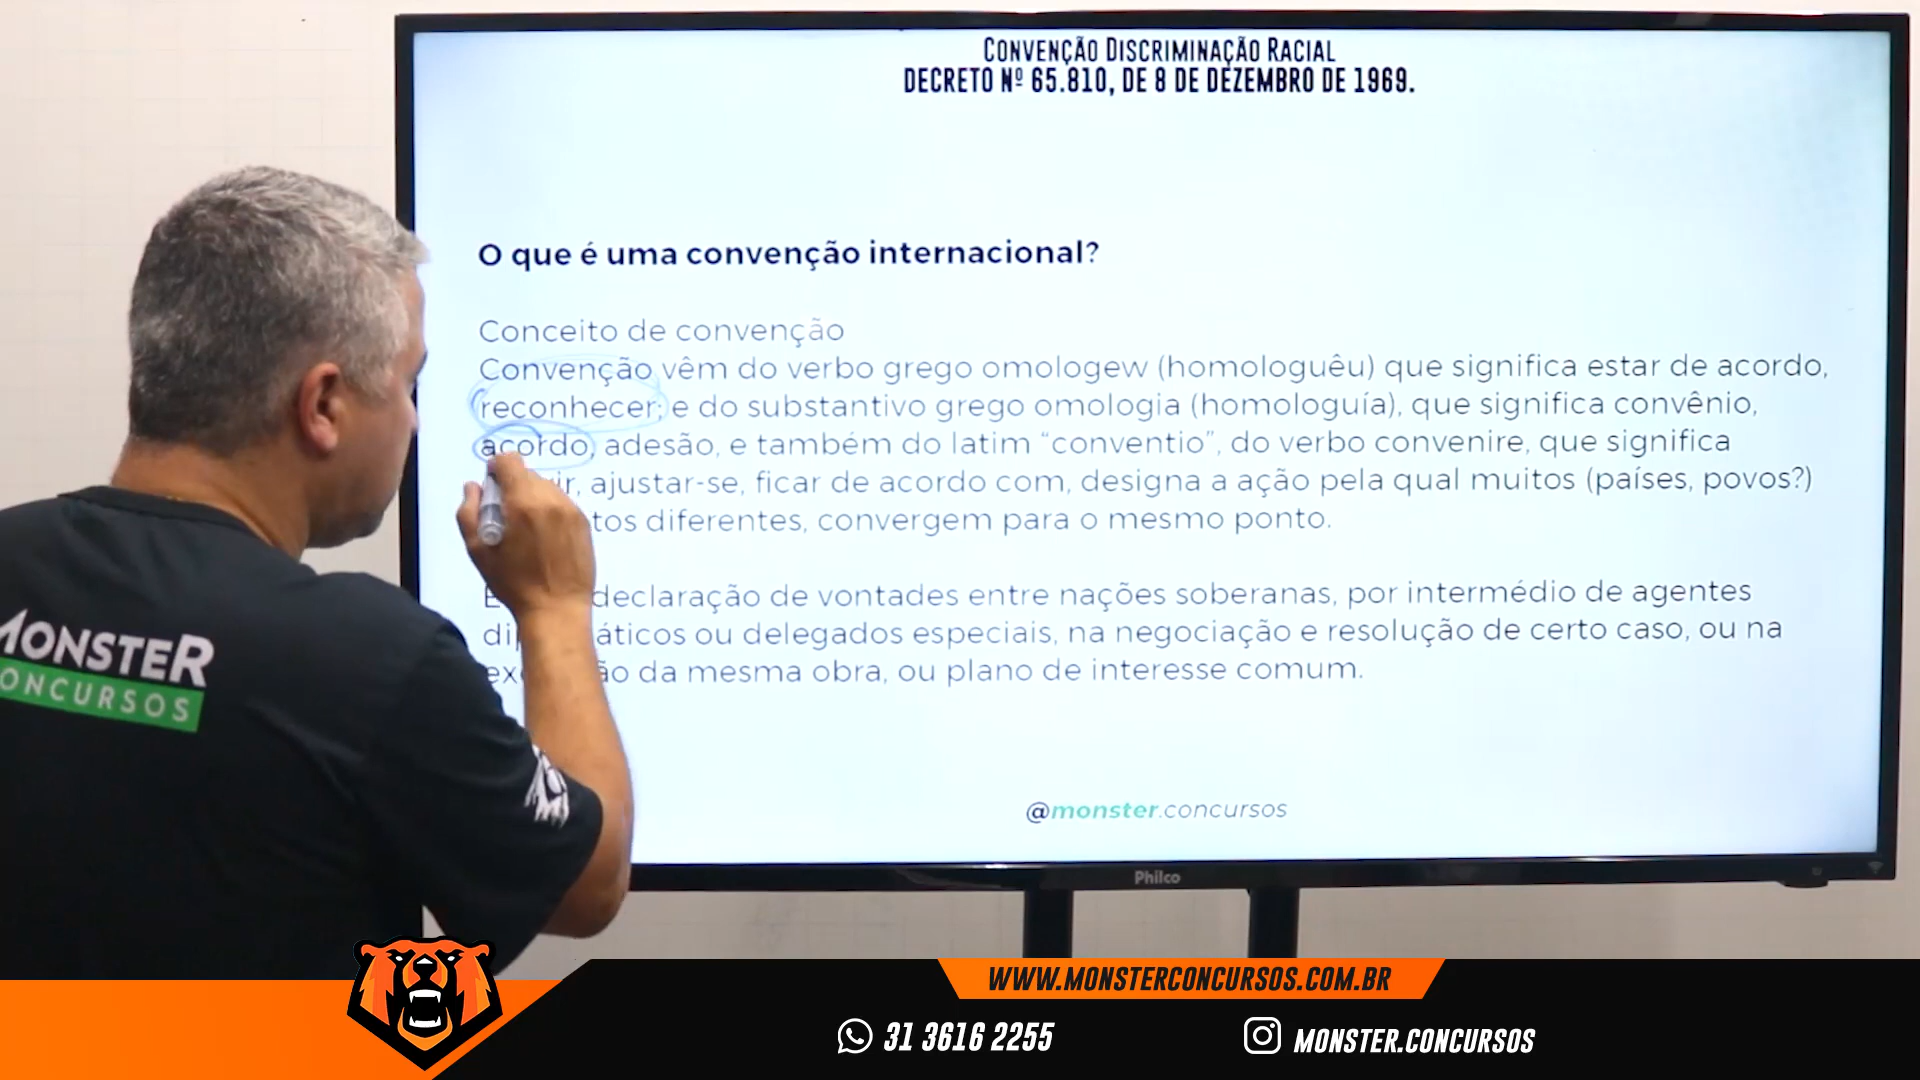 CONVENÇÃO DISCRIMINAÇÃO RACIAL
DECRETO Nº 65.810, DE 8 DE DEZEMBRO DE 1969.
O que é uma convenção internacional?
Conceito de convenção
Convenção vêm do verbo grego omologew (homologuêu) que significa estar de acordo,
reconhecer; e do substantivo grego omologia (homologuía), que significa convênio,
acordo, adesão, e também do latim “conventio”, do verbo convenire, que significa
ajustar-se, ficar de acordo com, designa a ação pela qual muitos (países, povos?)
diferentes, convergem para o mesmo ponto.
declaração de vontades entre nações soberanas, por intermédio de agentes
ou delegados especiais, na negociação e resolução de certo caso, ou na
da mesma obra, ou plano de interesse comum.
@monster.concursos
Philco
MONSTER
CONCURSOS
WWW.MONSTERCONCURSOS.COM.BR
31 3616 2255
MONSTER.CONCURSOS